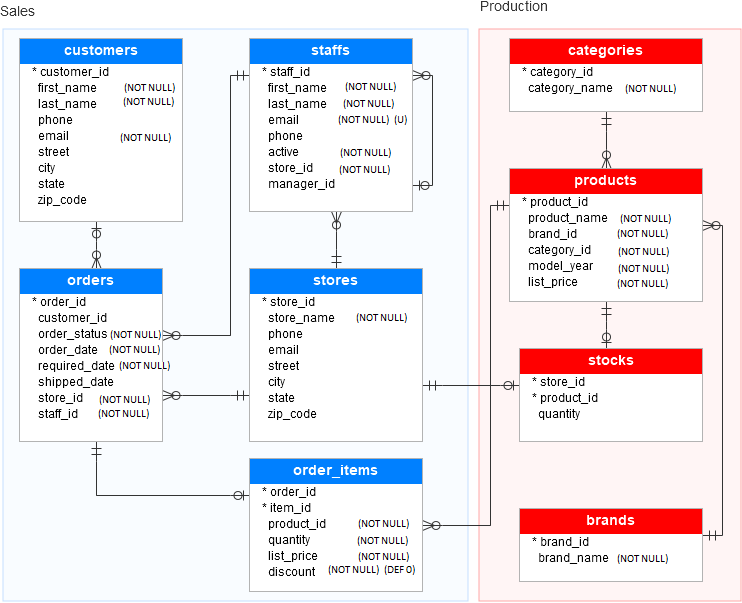 Sales
Production
customers
* customer_id
first_name (NOT NULL)
last_name (NOT NULL)
phone
email (NOT NULL)
street
city
state
zip_code
staffs
* staff_id
first_name (NOT NULL)
last_name (NOT NULL)
email (NOT NULL) (U)
phone
active (NOT NULL)
store_id (NOT NULL)
manager_id
categories
* category_id
category_name (NOT NULL)
products
* product_id
product_name (NOT NULL)
brand_id (NOT NULL)
category_id (NOT NULL)
model_year (NOT NULL)
list_price (NOT NULL)
orders
* order_id
customer_id
order_status (NOT NULL)
order_date (NOT NULL)
required_date (NOT NULL)
shipped_date
store_id (NOT NULL)
staff_id (NOT NULL)
stores
* store_id
store_name (NOT NULL)
phone
email
street
city
state
zip_code
stocks
* store_id
* product_id
quantity
order_items
* order_id
* item_id
product_id (NOT NULL)
quantity (NOT NULL)
list_price (NOT NULL)
discount (NOT NULL) (DEF 0)
brands
* brand_id
brand_name (NOT NULL)